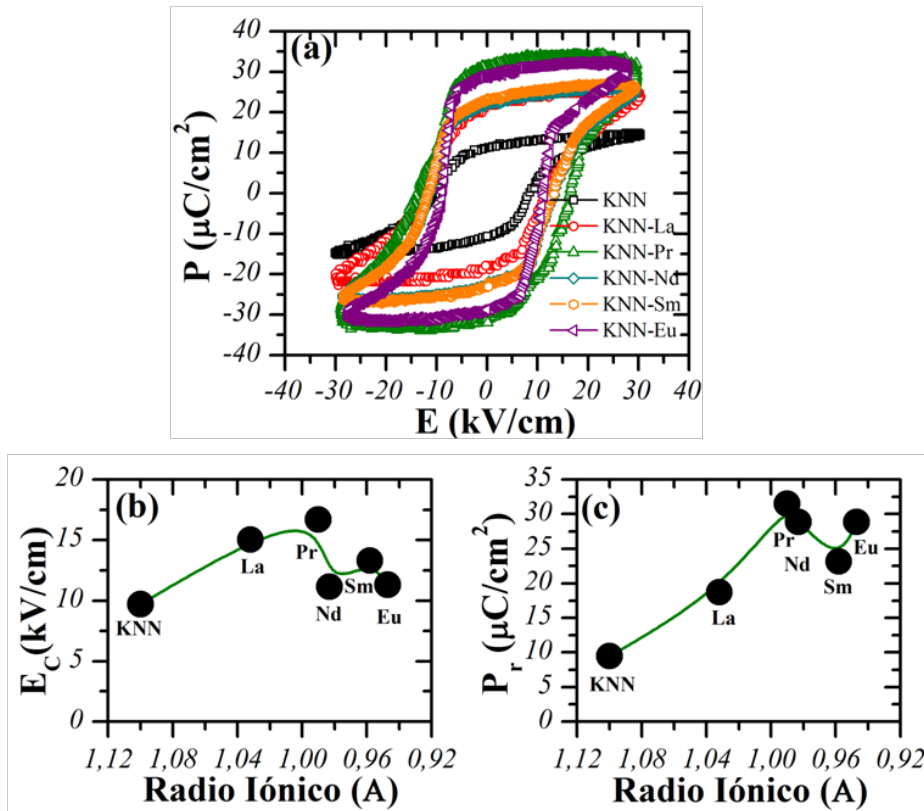 (a)
P (μC/cm²)
40
30
20
10
0
-10
-20
-30
-40
KNN
KNN-La
KNN-Pr
KNN-Nd
KNN-Sm
KNN-Eu
-40 -30 -20 -10 0 10 20 30 40
E (kV/cm)
(b)
E_C(kV/cm)
20
15
10
5
0
KNN
La
Pr
Nd
Sm
Eu
1,12 1,08 1,04 1,00 0,96 0,92
Radio Iónico (A)
(c)
P_r (μC/cm²)
35
30
25
20
15
10
5
0
KNN
La
Pr
Nd
Sm
Eu
1,12 1,08 1,04 1,00 0,96 0,92
Radio Iónico (A)